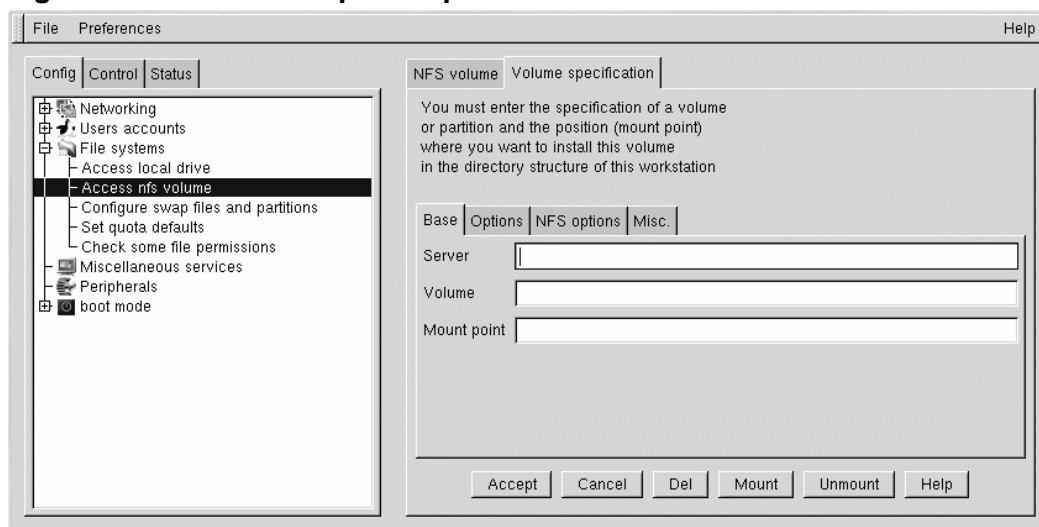 File Preferences Help
Config Control Status
Networking
Users accounts
File systems
Access local drive
Access nfs volume
Configure swap files and partitions
Set quota defaults
Check some file permissions
Miscellaneous services
Peripherals
boot mode
NFS volume Volume specification
You must enter the specification of a volume
or partition and the position (mount point)
where you want to install this volume
in the directory structure of this workstation
Base Options NFS options Misc.
Server
Volume
Mount point
Accept Cancel Del Mount Unmount Help